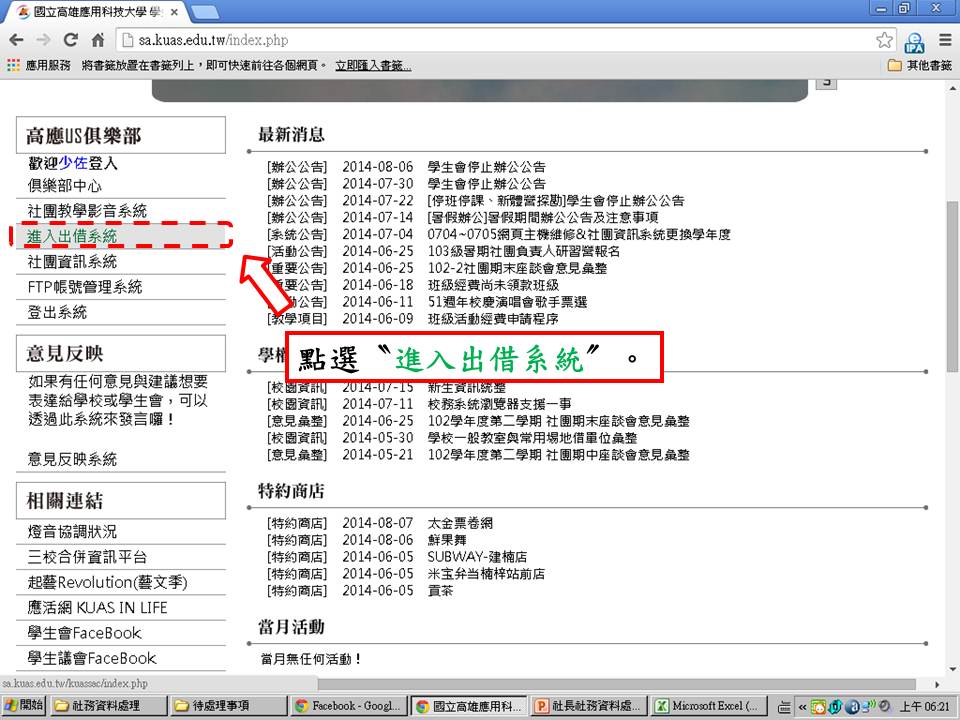 國立高雄應用科技大學 學
sa.kuas.edu.tw/index.php
應用服務 將書籤放置在書籤列上，即可快速前往各個網頁。 立即匯入書籤... 其他書籤
高應US俱樂部
歡迎少佐登入
俱樂部中心
社團教學影音系統
進入出借系統
社團資訊系統
FTP帳號管理系統
登出系統
意見反映
如果有任何意見與建議想要
表達給學校或學生會，可以
透過此系統來發言囉！
意見反映系統
相關連結
燈音協調狀況
三校合併資訊平台
起藝Revolution(藝文季)
應活網 KUAS IN LIFE
學生會FaceBook
學生議會FaceBook
最新消息
[辦公公告] 2014-08-06 學生會停止辦公公告
[辦公公告] 2014-07-30 學生會停止辦公公告
[辦公公告] 2014-07-22 [停班停課、新體營探勘]學生會停止辦公公告
[辦公公告] 2014-07-14 [暑假辦公]暑假期間辦公公告及注意事項
[系統公告] 2014-07-04 0704~0705網頁主機維修&社團資訊系統更換學年度
[活動公告] 2014-06-25 103級暑期社團負責人研習營報名
[重要公告] 2014-06-25 102-2社團期末座談會意見彙整
重要公告] 2014-06-18 班級經費尚未領款班級
公告] 2014-06-11 51週年校慶演唱會歌手票選
[教學項目] 2014-06-09 班級活動經費申請程序
點選〝進入出借系統〞。
學權
[校園資訊] 2014-07-15 新生資訊統整
[校園資訊] 2014-07-11 校務系統瀏覽器支援一事
[意見彙整] 2014-06-25 102學年度第二學期 社團期末座談會意見彙整
[校園資訊] 2014-05-30 學校一般教室與常用場地借單位彙整
[意見彙整] 2014-05-21 102學年度第二學期 社團期中座談會意見彙整
特約商店
[特約商店] 2014-08-07 太金票卷網
[特約商店] 2014-08-06 鮮果舞
[特約商店] 2014-06-05 SUBWAY-建楠店
[特約商店] 2014-06-05 米宝弁当楠梓站前店
[特約商店] 2014-06-05 貢茶
當月活動
當月無任何活動！
sa.kuas.edu.tw/kuassac/index.php
開始 社務資料處理 待處理事項 Facebook - Googl... 國立高雄應用科... 社長社務資料處... Microsoft Excel (... 上午 06:21